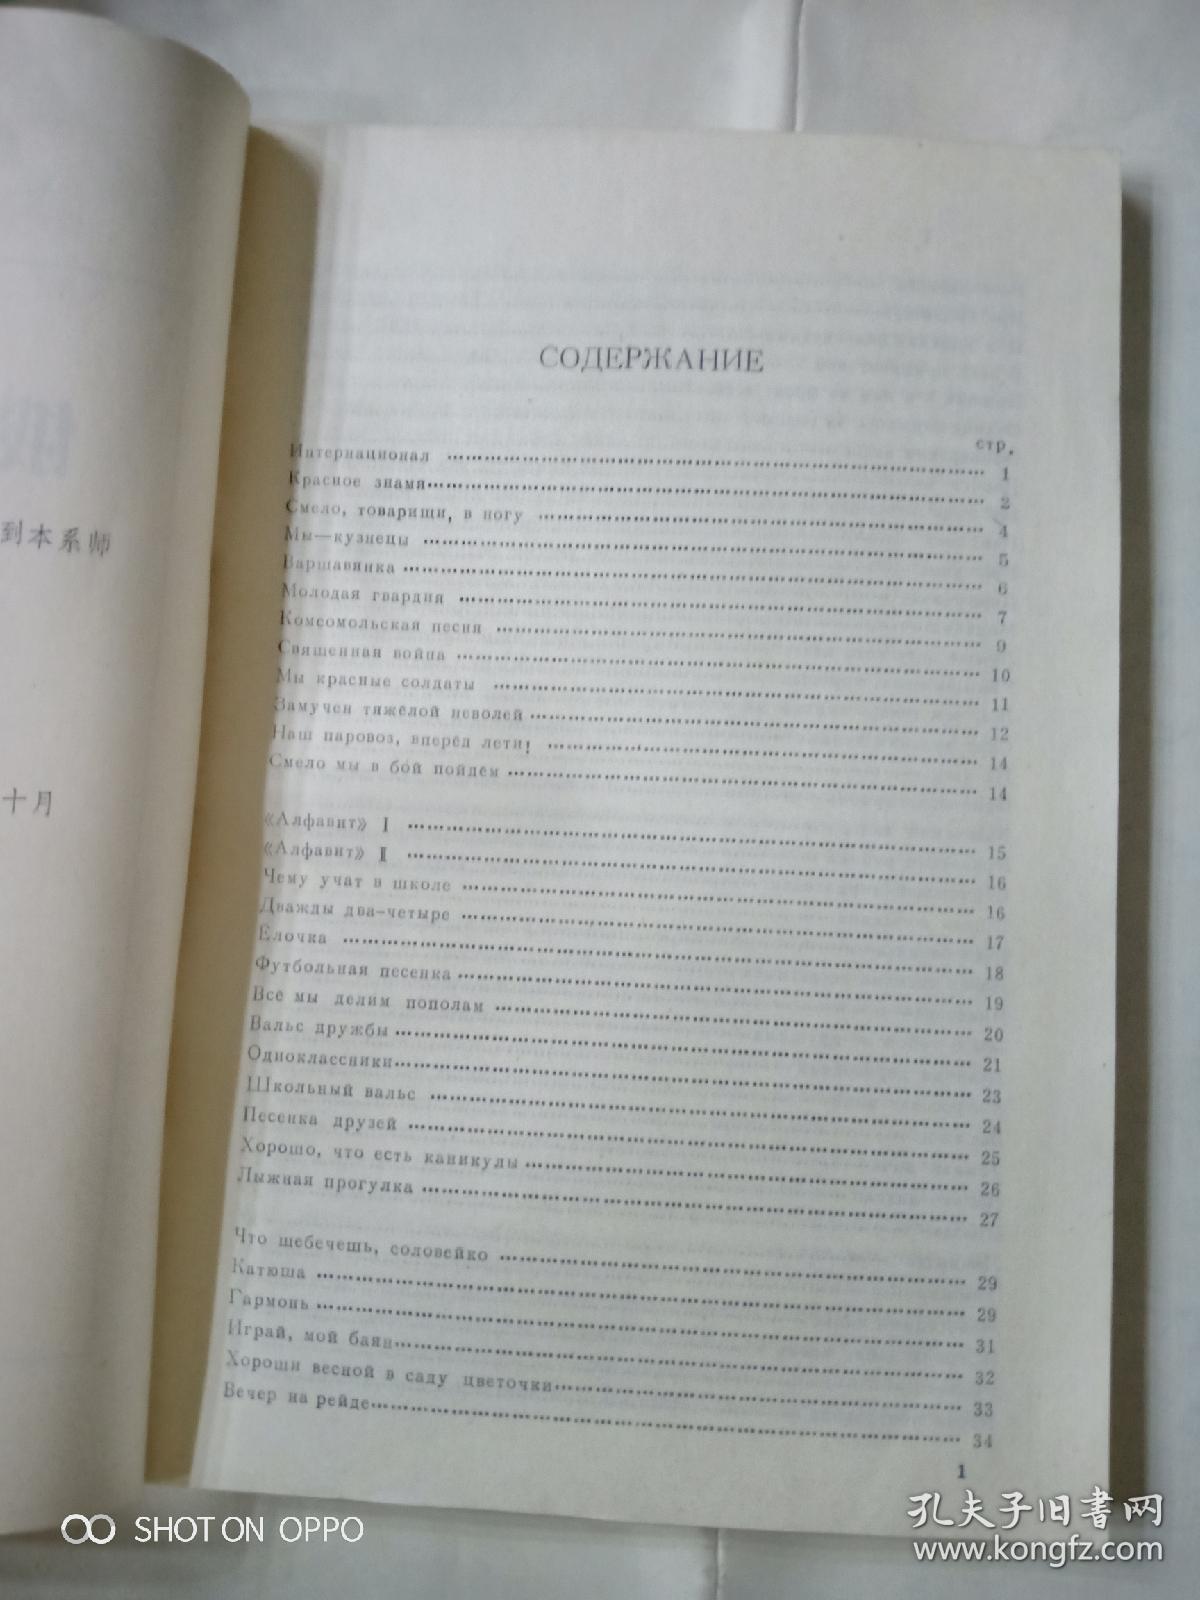 到本系师
十月
СОДЕРЖАНИЕ
стр.
Интернационал 1
Красное знамя 2
Смело, товарищи, в ногу 4
Мы—кузнецы 5
Варшавянка 6
Молодая гвардия 7
Комсомольская песня 9
Священная война 10
Мы красные солдаты 11
Замучен тяжёлой неволей 12
Наш паровоз, вперёд лети! 14
Смело мы в бой пойдём 14
《Алфавит》 I 15
《Алфавит》 II 16
Чему учат в школе 16
Дважды два-четыре 17
Ёлочка 18
Футбольная песенка 19
Всё мы делим пополам 20
Вальс дружбы 21
Одноклассники 23
Школьный вальс 24
Песенка друзей 25
Хорошо, что есть каникулы 26
Лыжная прогулка 27
Что щебечешь, соловейко 29
Катюша 29
Гармонь 31
Играй, мой баян 32
Хороши весной в саду цветочки 33
Вечер на рейде 34
1
SHOT ON OPPO
孔夫子旧书网
www.kongfz.com